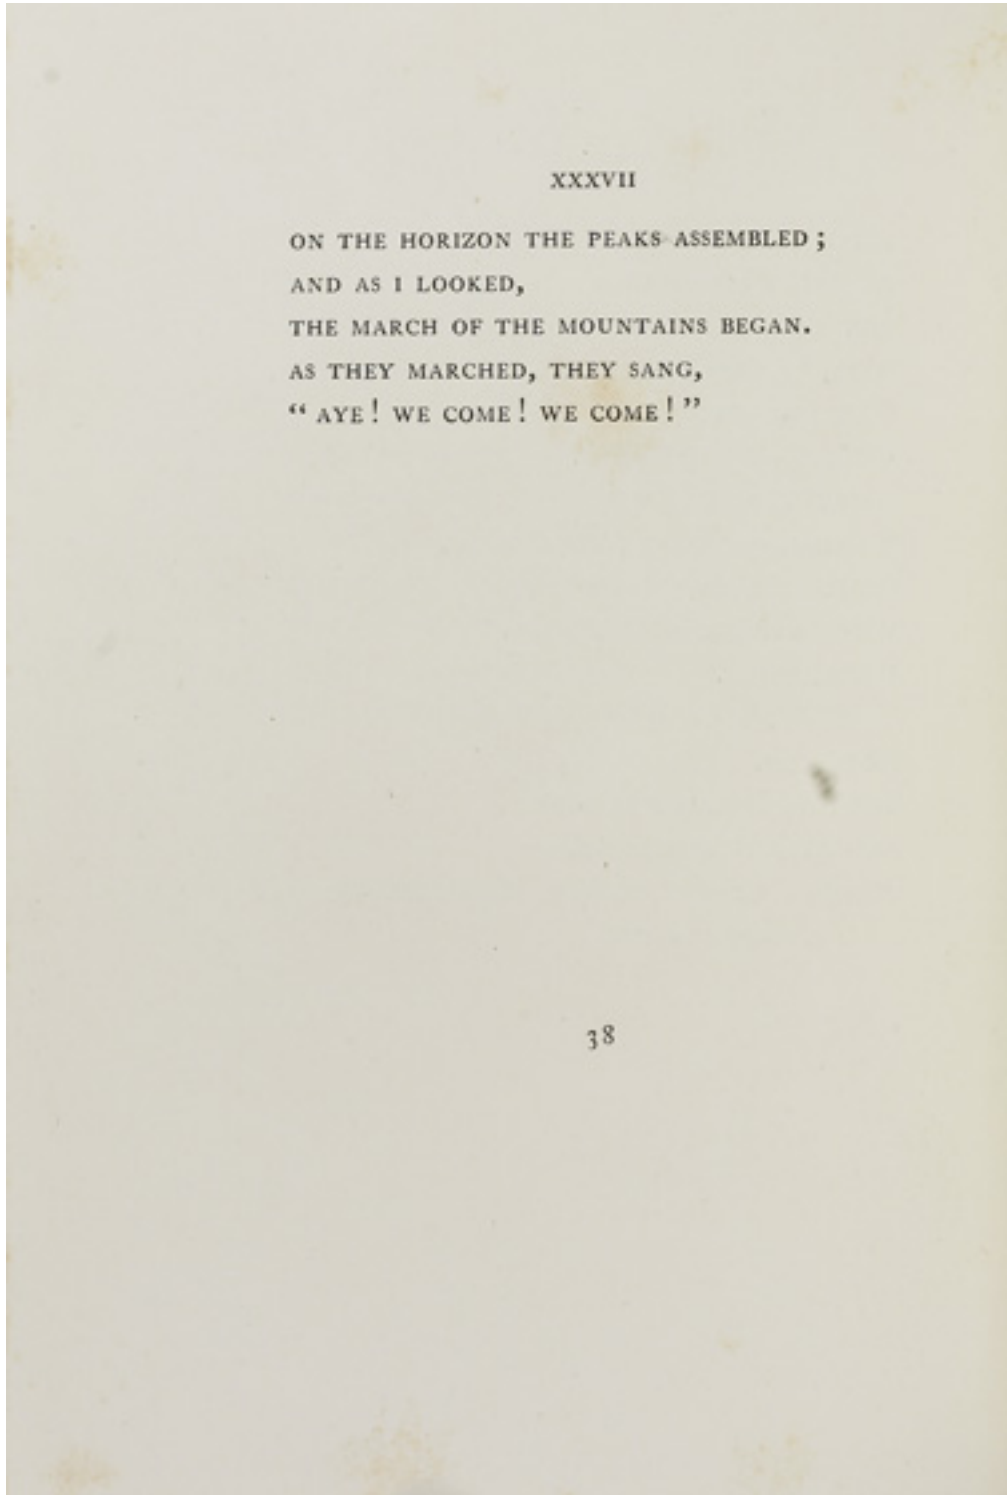 XXXVII
ON THE HORIZON THE PEAKS ASSEMBLED ;
AND AS I LOOKED,
THE MARCH OF THE MOUNTAINS BEGAN.
AS THEY MARCHED, THEY SANG,
“ AYE ! WE COME ! WE COME ! ”
38